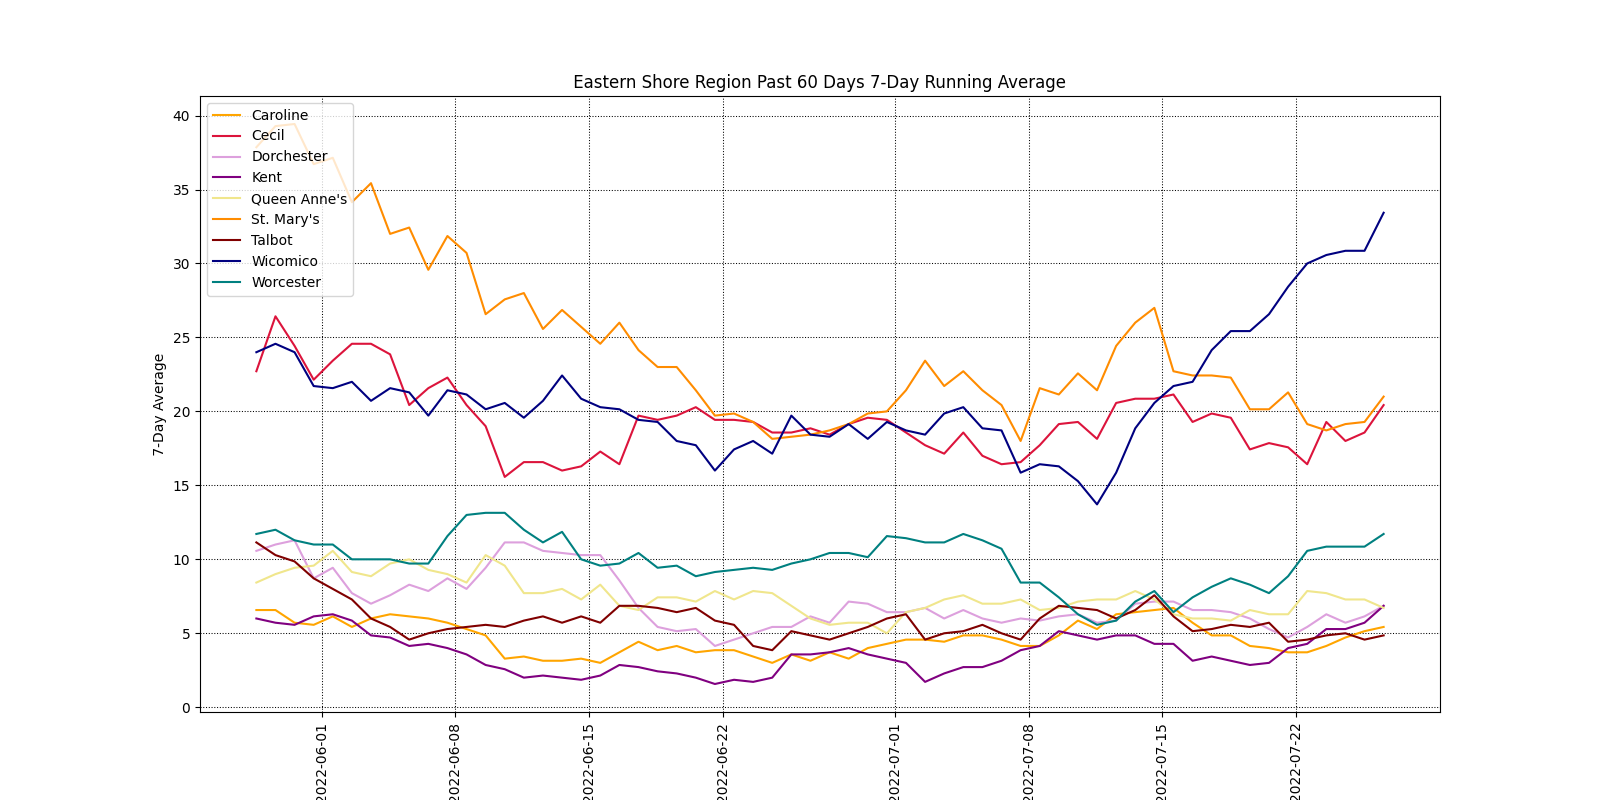 Eastern Shore Region Past 60 Days 7-Day Running Average
Caroline
Cecil
Dorchester
Kent
Queen Anne's
St. Mary's
Talbot
Wicomico
Worcester
40
35
30
25
20
15
10
5
0
7-Day Average
2022-06-01
2022-06-08
2022-06-15
2022-06-22
2022-07-01
2022-07-08
2022-07-15
2022-07-22